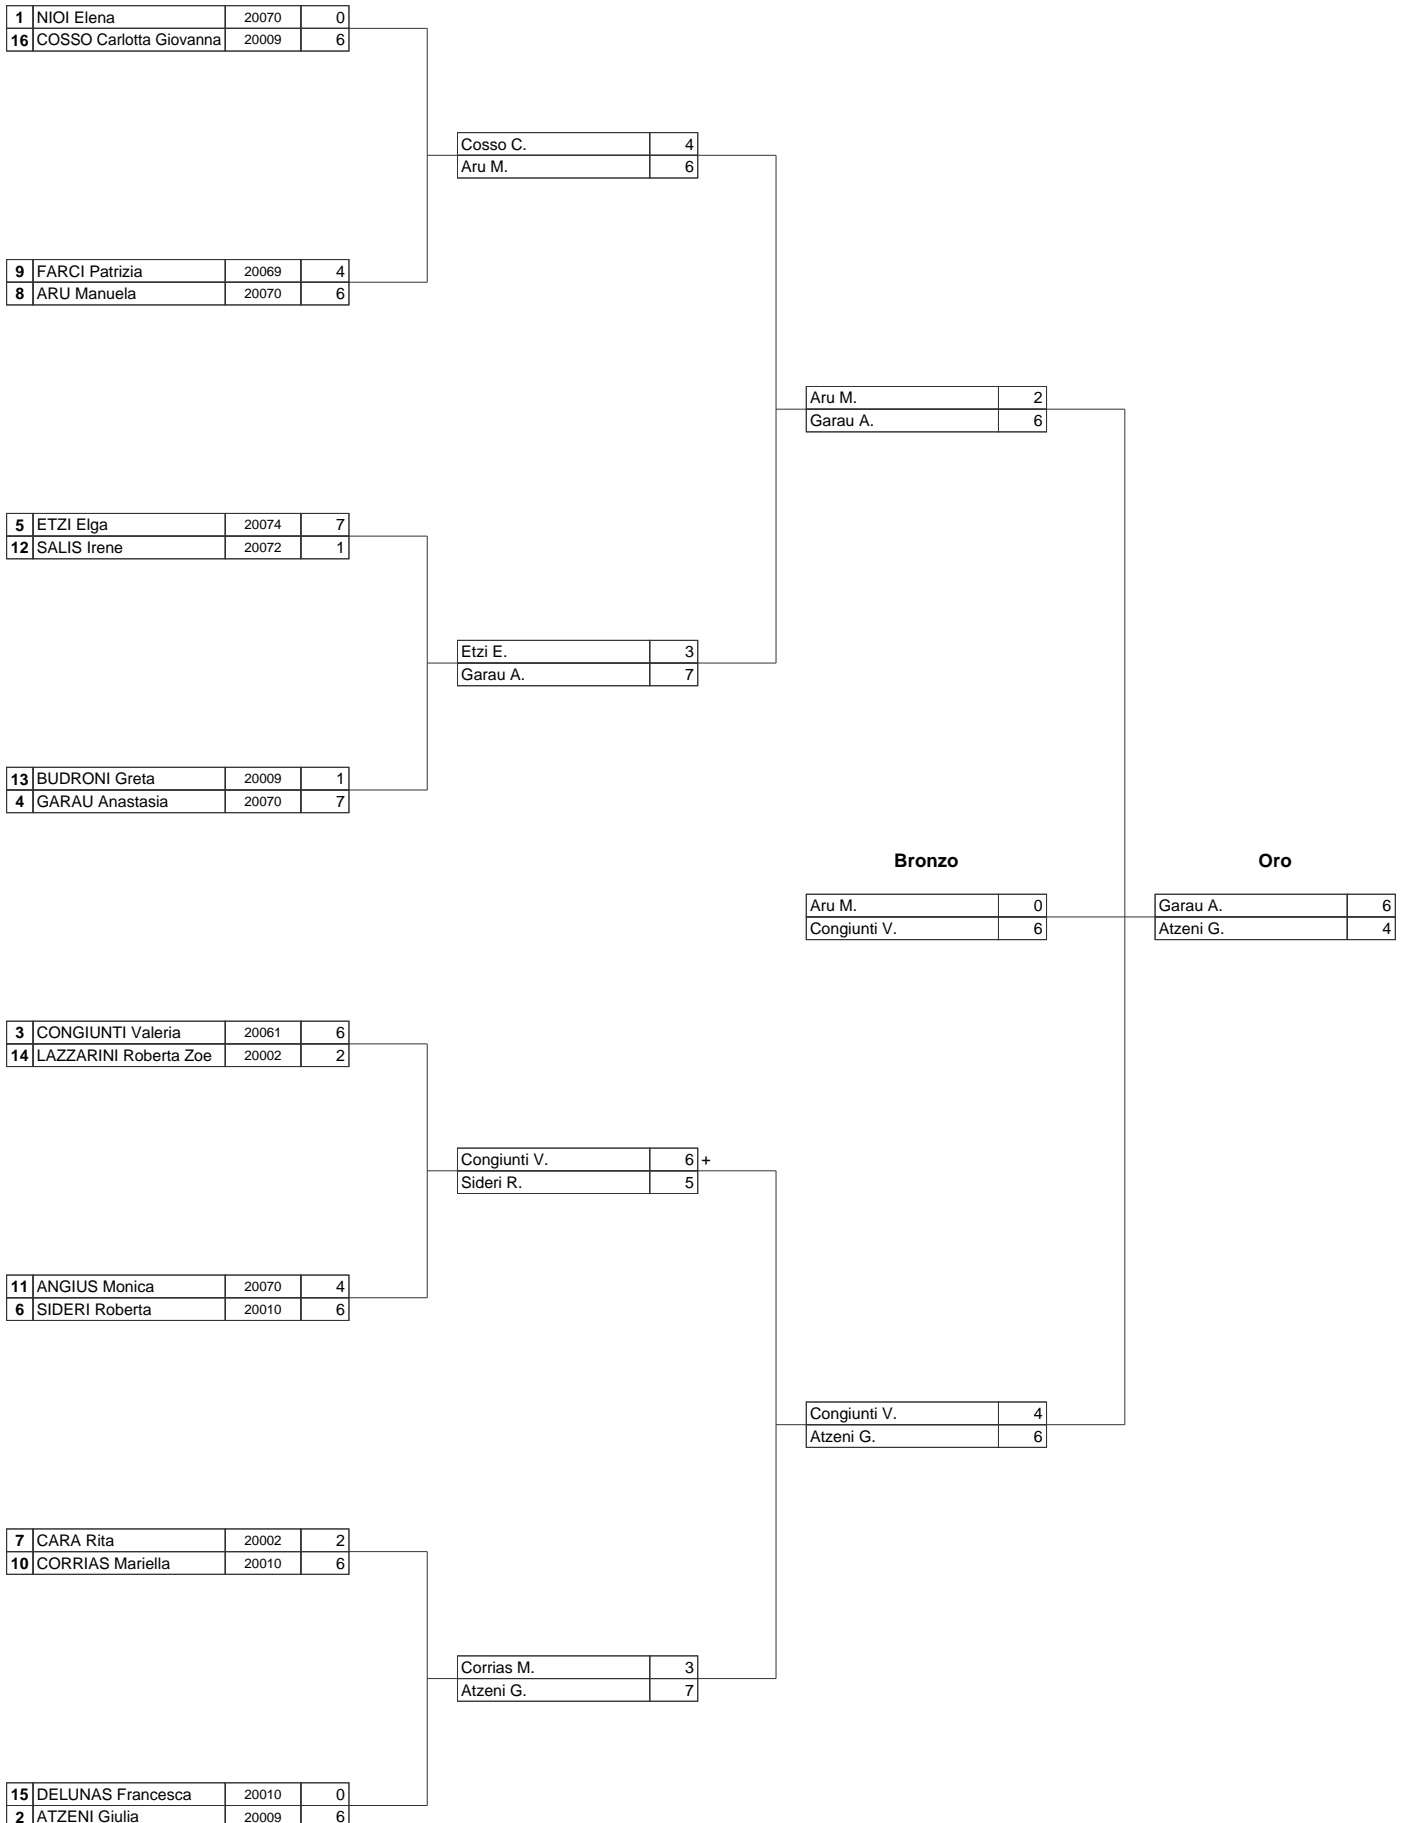 1 NIOI Elena 20070 0
16 COSSO Carlotta Giovanna 20009 6
Cosso C. 4
Aru M. 6
9 FARCI Patrizia 20069 4
8 ARU Manuela 20070 6
Aru M. 2
Garau A. 6
5 ETZI Elga 20074 7
12 SALIS Irene 20072 1
Etzi E. 3
Garau A. 7
13 BUDRONI Greta 20009 1
4 GARAU Anastasia 20070 7
Bronzo Oro
Aru M. 0 Garau A. 6
Congiunti V. 6 Atzeni G. 4
3 CONGIUNTI Valeria 20061 6
14 LAZZARINI Roberta Zoe 20002 2
Congiunti V. 6 +
Sideri R. 5
11 ANGIUS Monica 20070 4
6 SIDERI Roberta 20010 6
Congiunti V. 4
Atzeni G. 6
7 CARA Rita 20002 2
10 CORRIAS Mariella 20010 6
Corrias M. 3
Atzeni G. 7
15 DELUNAS Francesca 20010 0
2 ATZENI Giulia 20009 6